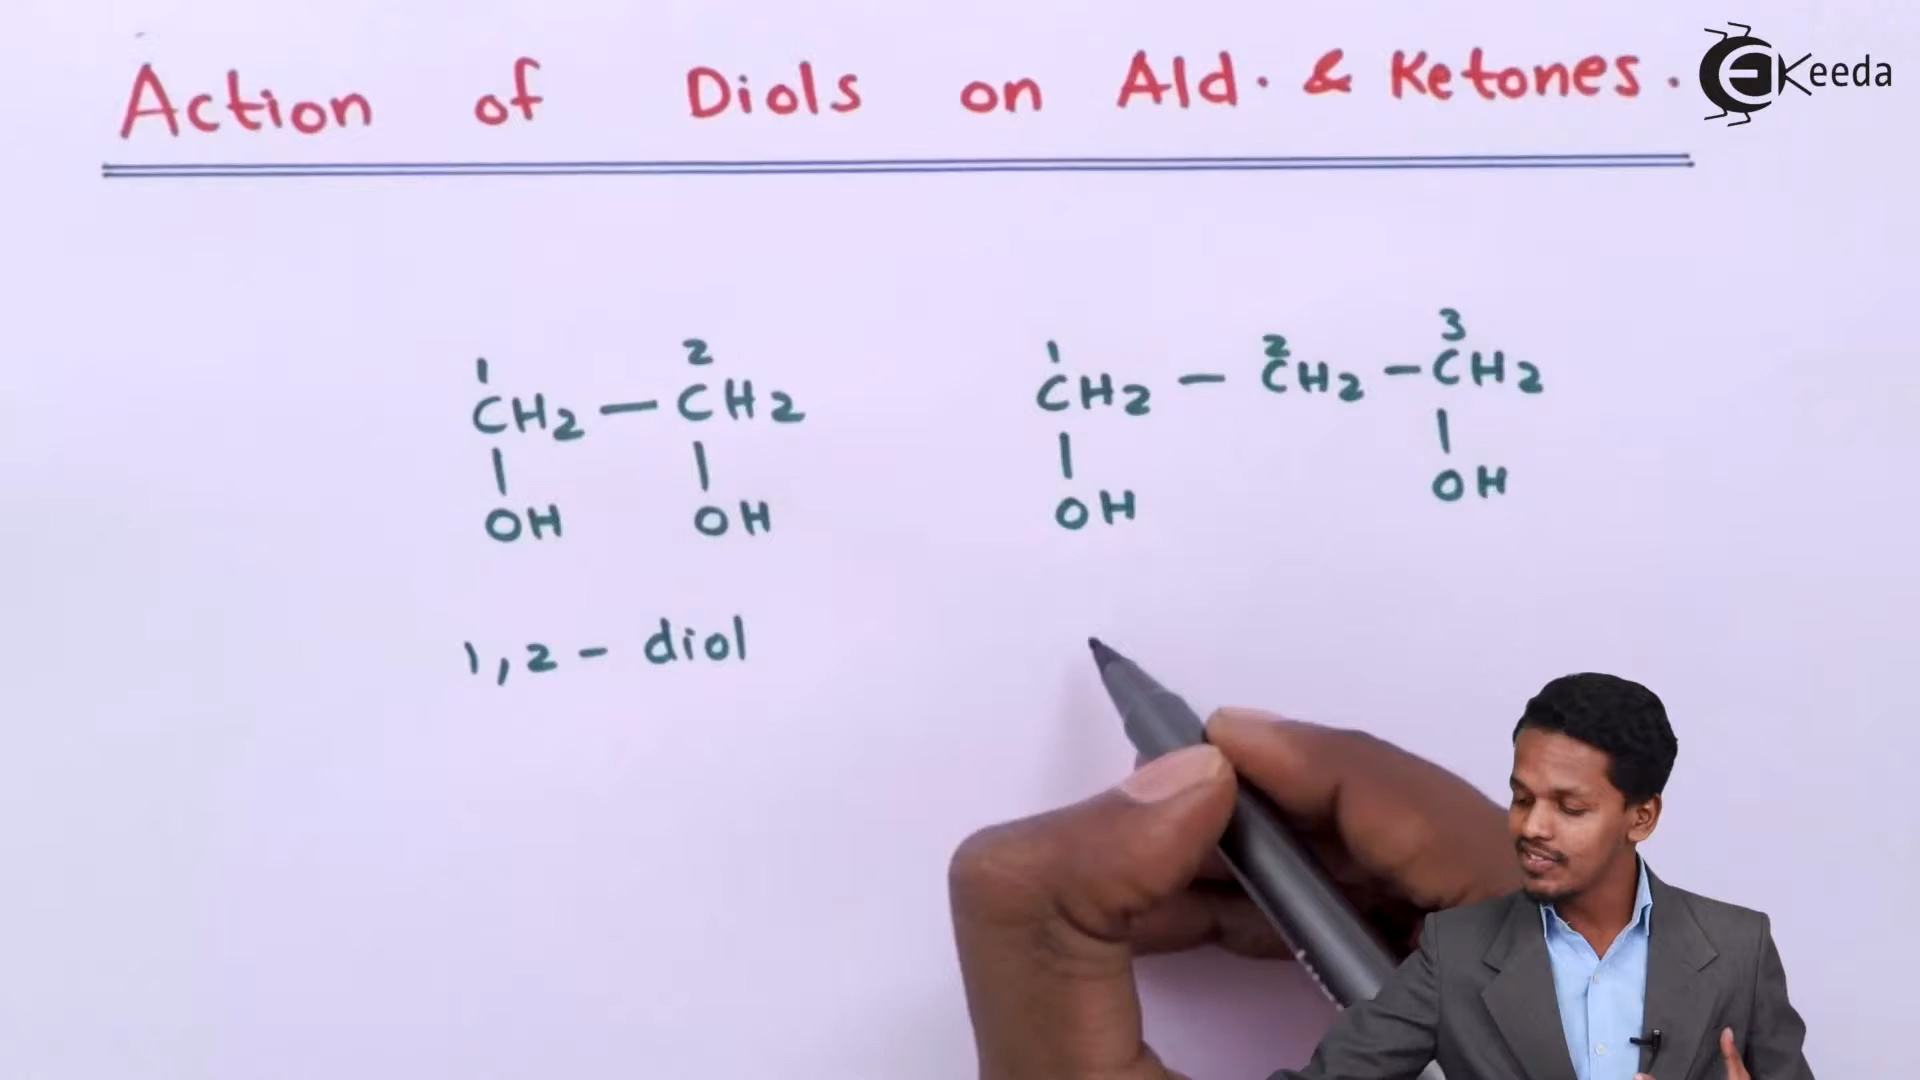 Action of Diols on Ald. & Ketones.
EKeeda
1 2
CH2 — CH2
| |
OH OH
1 2 3
CH2 — CH2 — CH2
| |
OH OH
1,2 - diol